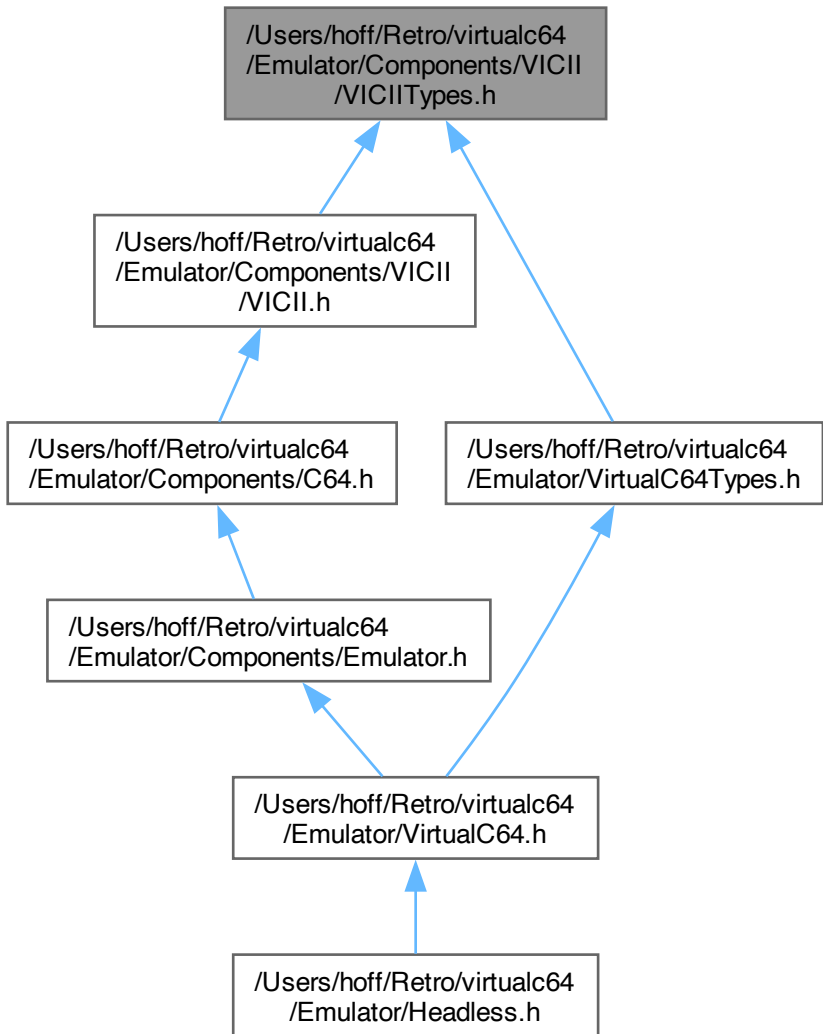 /Users/hoff/Retro/virtualc64
/Emulator/Components/VICII
/VICIITypes.h
/Users/hoff/Retro/virtualc64
/Emulator/Components/VICII
/VICII.h
/Users/hoff/Retro/virtualc64
/Emulator/Components/C64.h
/Users/hoff/Retro/virtualc64
/Emulator/VirtualC64Types.h
/Users/hoff/Retro/virtualc64
/Emulator/Components/Emulator.h
/Users/hoff/Retro/virtualc64
/Emulator/VirtualC64.h
/Users/hoff/Retro/virtualc64
/Emulator/Headless.h